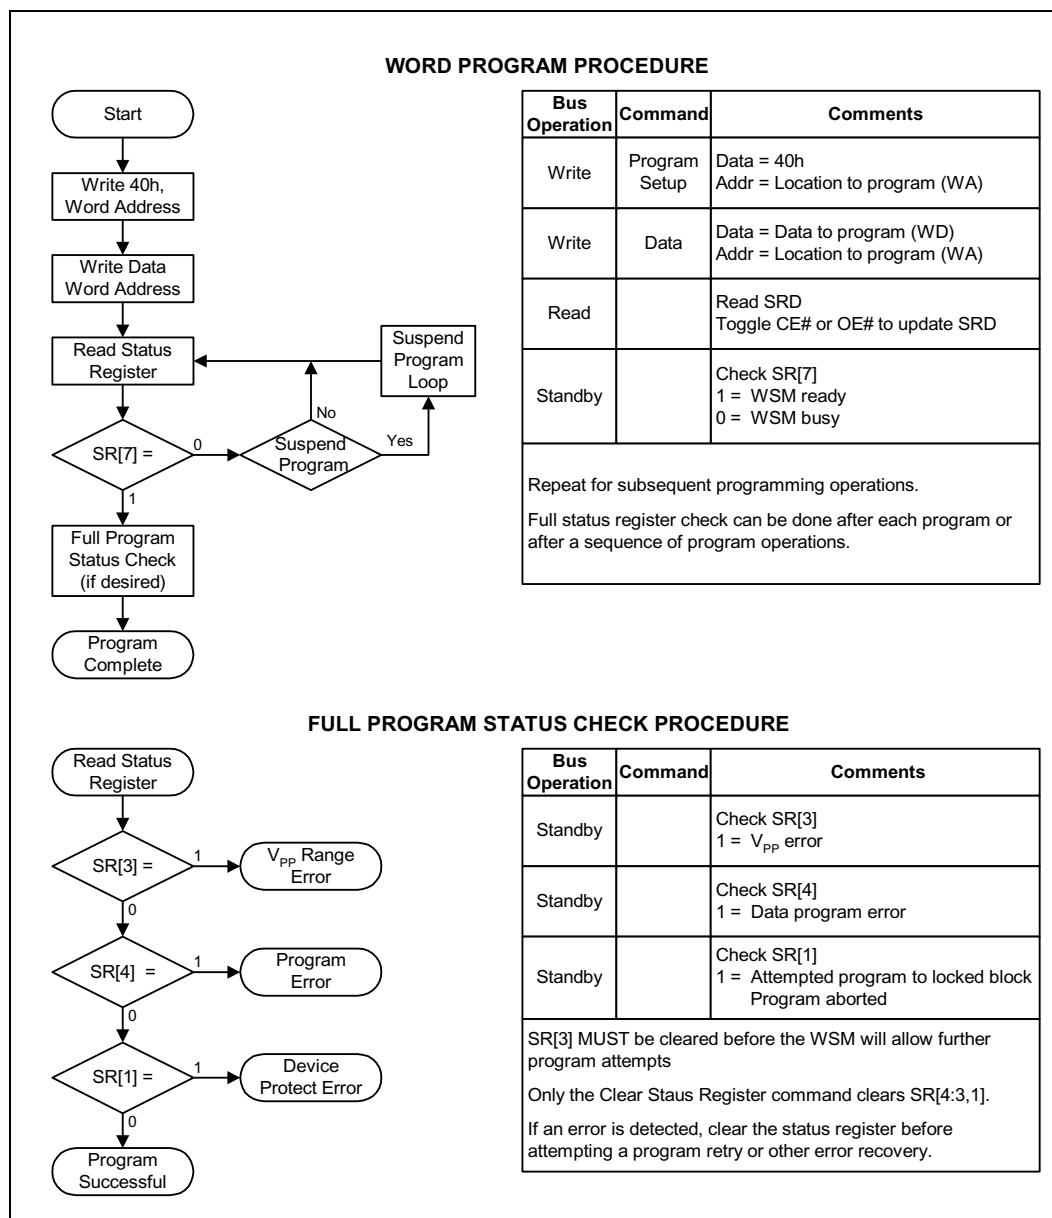 WORD PROGRAM PROCEDURE
Start
Write 40h,
Word Address
Write Data
Word Address
Read Status
Register
Suspend
Program
Loop
No
SR[7] =
0
Suspend
Program
Yes
1
Full Program
Status Check
(if desired)
Program
Complete
Bus
Operation
Command
Comments
Write
Program
Setup
Data = 40h
Addr = Location to program (WA)
Write
Data
Data = Data to program (WD)
Addr = Location to program (WA)
Read
Read SRD
Toggle CE# or OE# to update SRD
Standby
Check SR[7]
1 = WSM ready
0 = WSM busy
Repeat for subsequent programming operations.
Full status register check can be done after each program or
after a sequence of program operations.
FULL PROGRAM STATUS CHECK PROCEDURE
Read Status
Register
SR[3] =
1
V_PP Range
Error
0
SR[4] =
1
Program
Error
0
SR[1] =
1
Device
Protect Error
0
Program
Successful
Bus
Operation
Command
Comments
Standby
Check SR[3]
1 = V_PP error
Standby
Check SR[4]
1 = Data program error
Standby
Check SR[1]
1 = Attempted program to locked block
Program aborted
SR[3] MUST be cleared before the WSM will allow further
program attempts
Only the Clear Staus Register command clears SR[4:3,1].
If an error is detected, clear the status register before
attempting a program retry or other error recovery.